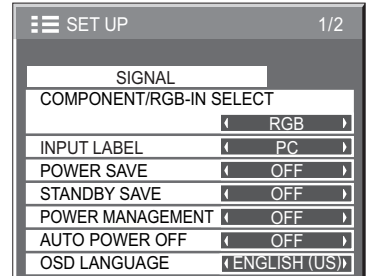 SET UP 1/2
SIGNAL
COMPONENT/RGB-IN SELECT
RGB
INPUT LABEL PC
POWER SAVE OFF
STANDBY SAVE OFF
POWER MANAGEMENT OFF
AUTO POWER OFF OFF
OSD LANGUAGE ENGLISH (US)